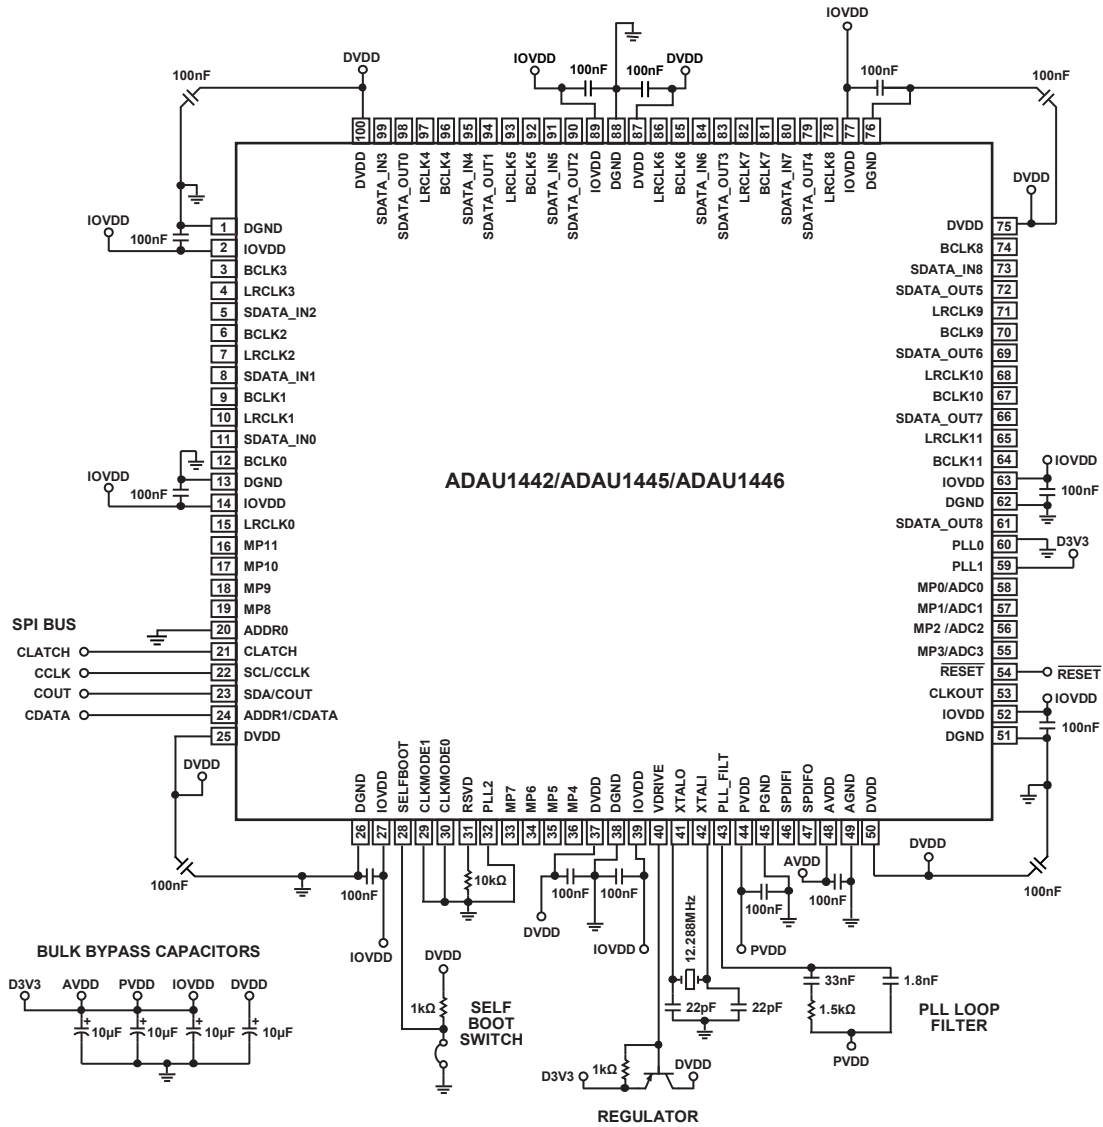 IOVDD
DVDD
IOVDD
DVDD
100nF
100nF
100nF
100nF
100nF
100 99 98 97 96 95 94 93 92 91 90 89 88 87 86 85 84 83 82 81 80 79 78 77 76
DVDD
SDATA_IN3
SDATA_OUT0
LRCLK4
BCLK4
SDATA_IN4
SDATA_OUT1
LRCLK5
BCLK5
SDATA_IN5
SDATA_OUT2
IOVDD
DGND
DVDD
LRCLK6
BCLK6
SDATA_IN6
SDATA_OUT3
LRCLK7
BCLK7
SDATA_IN7
SDATA_OUT4
LRCLK8
IOVDD
DGND
IOVDD
100nF
1 DGND
2 IOVDD
3 BCLK3
4 LRCLK3
5 SDATA_IN2
6 BCLK2
7 LRCLK2
8 SDATA_IN1
9 BCLK1
10 LRCLK1
11 SDATA_IN0
12 BCLK0
IOVDD
100nF
13 DGND
14 IOVDD
15 LRCLK0
16 MP11
17 MP10
18 MP9
19 MP8
20 ADDR0
SPI BUS
CLATCH 21 CLATCH
CCLK 22 SCL/CCLK
COUT 23 SDA/COUT
CDATA 24 ADDR1/CDATA
25 DVDD
DVDD
100nF
ADAU1442/ADAU1445/ADAU1446
DVDD
DVDD 75
BCLK8 74
SDATA_IN8 73
SDATA_OUT5 72
LRCLK9 71
BCLK9 70
SDATA_OUT6 69
LRCLK10 68
BCLK10 67
SDATA_OUT7 66
LRCLK11 65
BCLK11 64
IOVDD
IOVDD 63
100nF
DGND 62
SDATA_OUT8 61
PLL0 60
D3V3
PLL1 59
MP0/ADC0 58
MP1/ADC1 57
MP2 /ADC2 56
MP3/ADC3 55
RESET 54 RESET
CLKOUT 53
IOVDD
IOVDD 52
100nF
DGND 51
DGND
IOVDD
SELFBOOT
CLKMODE1
CLKMODE0
RSVD
PLL2
MP7
MP6
MP5
MP4
DVDD
DGND
IOVDD
VDRIVE
XTALO
XTALI
PLL_FILT
PVDD
PGND
SPDIFI
SPDIFO
AVDD
AGND
DVDD
26 27 28 29 30 31 32 33 34 35 36 37 38 39 40 41 42 43 44 45 46 47 48 49 50
100nF
10kΩ
100nF
100nF
100nF
AVDD
100nF
DVDD
100nF
IOVDD
DVDD
IOVDD
12.288MHz
PVDD
BULK BYPASS CAPACITORS
D3V3 AVDD PVDD IOVDD DVDD
+ + + +
10µF 10µF 10µF 10µF
DVDD
1kΩ
SELF
BOOT
SWITCH
22pF
22pF
33nF
1.8nF
1.5kΩ
PVDD
PLL LOOP
FILTER
D3V3
1kΩ
DVDD
REGULATOR